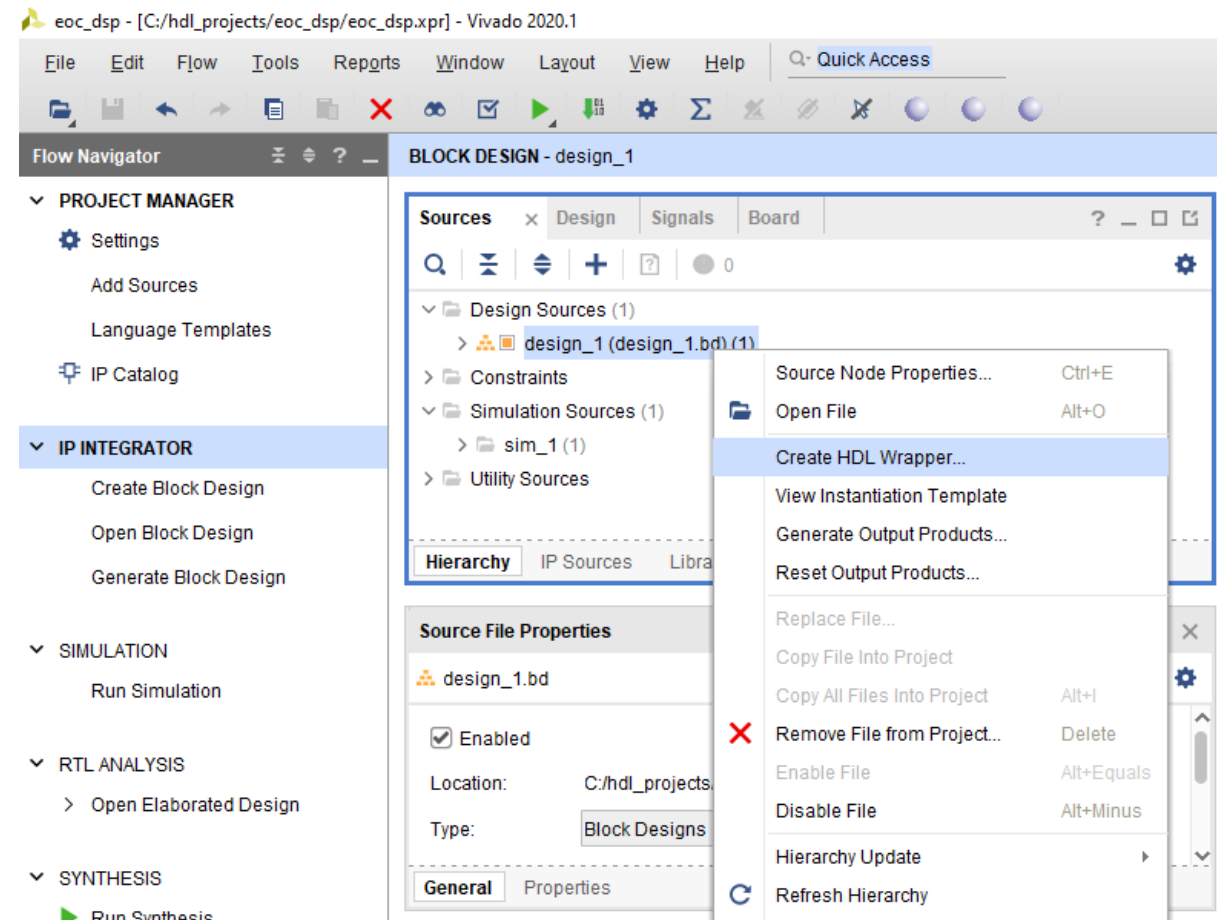 eoc_dsp - [C:/hdl_projects/eoc_dsp/eoc_dsp.xpr] - Vivado 2020.1
File Edit Flow Tools Reports Window Layout View Help Quick Access
Flow Navigator
PROJECT MANAGER
Settings
Add Sources
Language Templates
IP Catalog
IP INTEGRATOR
Create Block Design
Open Block Design
Generate Block Design
SIMULATION
Run Simulation
RTL ANALYSIS
Open Elaborated Design
SYNTHESIS
Run Synthesis
BLOCK DESIGN - design_1
Sources Design Signals Board
0
Design Sources (1)
design_1 (design_1.bd) (1)
Constraints
Simulation Sources (1)
sim_1 (1)
Utility Sources
Hierarchy IP Sources Libra
Source File Properties
design_1.bd
Enabled
Location: C:/hdl_projects
Type: Block Designs
General Properties
Source Node Properties... Ctrl+E
Open File Alt+O
Create HDL Wrapper...
View Instantiation Template
Generate Output Products...
Reset Output Products...
Replace File...
Copy File Into Project
Copy All Files Into Project Alt+I
Remove File from Project... Delete
Enable File Alt+Equals
Disable File Alt+Minus
Hierarchy Update
Refresh Hierarchy